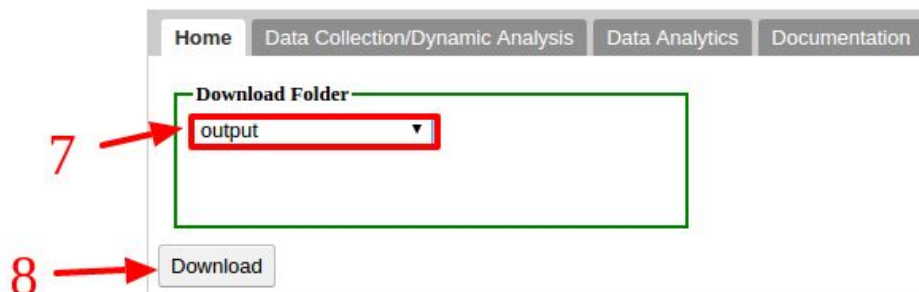 Home Data Collection/Dynamic Analysis Data Analytics Documentation
Download Folder
output
7
Download
8